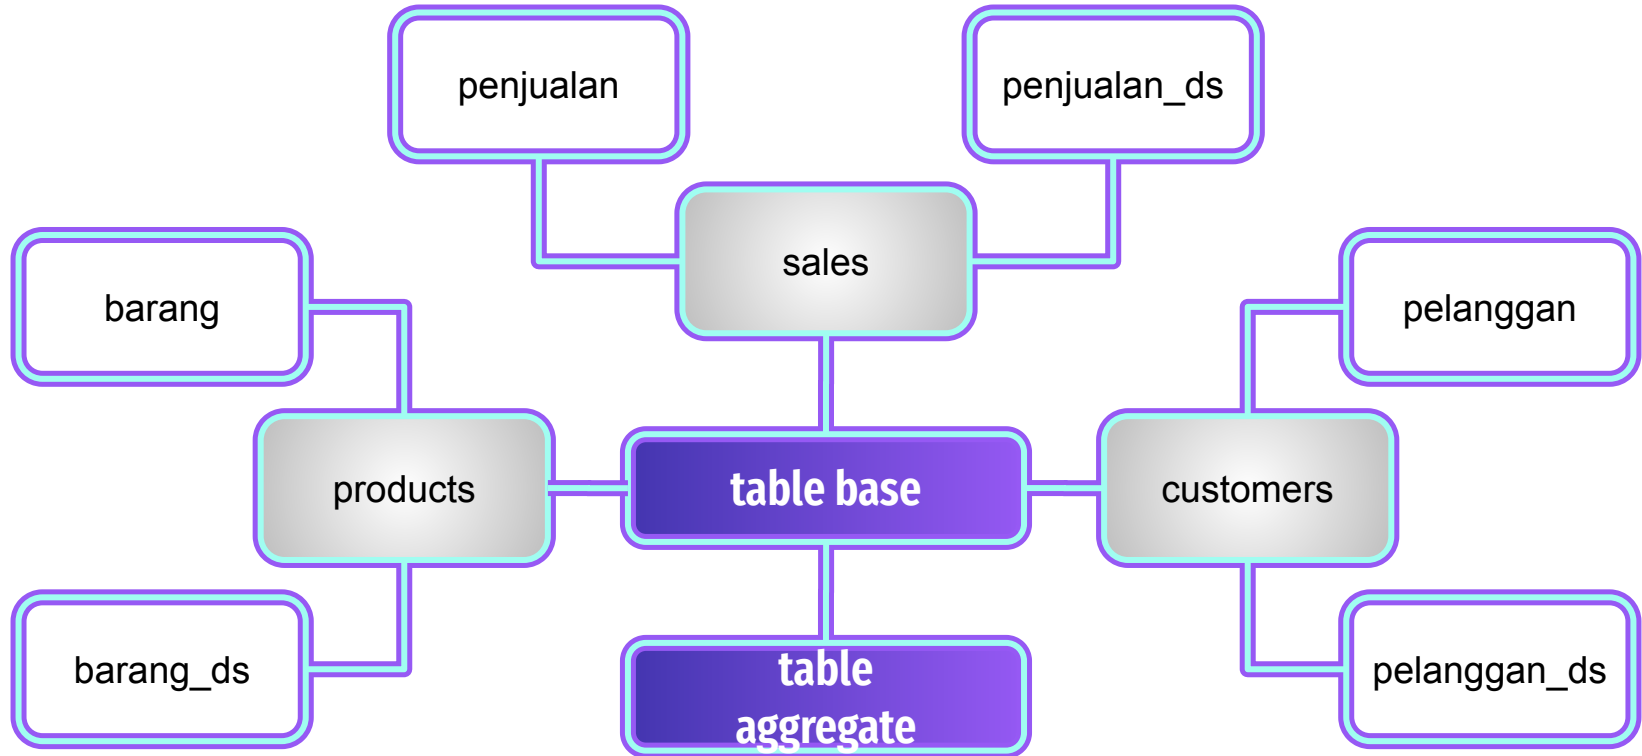 penjualan
penjualan_ds
sales
barang
pelanggan
products
table base
customers
barang_ds
table
aggregate
pelanggan_ds